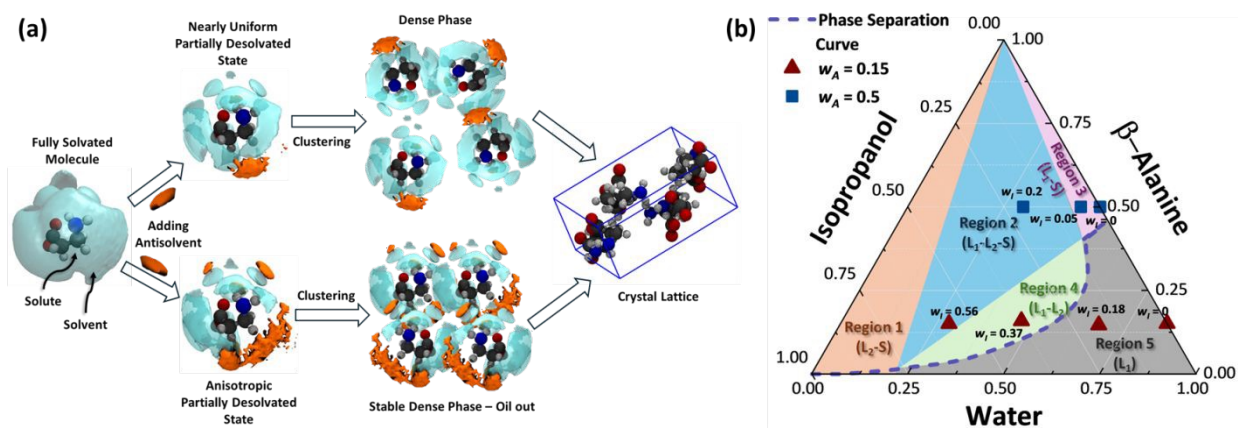 (a)
Nearly Uniform
Partially Desolvated
State
Dense Phase
Fully Solvated
Molecule
Clustering
Adding
Antisolvent
Solute
Solvent
Clustering
Crystal Lattice
Anisotropic
Partially Desolvated
State
Stable Dense Phase – Oil out
(b)
Phase Separation
Curve
w_A = 0.15
w_A = 0.5
0.00
1.00
0.25
0.75
0.50
0.50
0.75
0.25
1.00
0.00
0.00
0.25
0.50
0.75
1.00
Isopropanol
β–Alanine
Water
Region 3
(L₁-S)
w_I = 0.2
w_I = 0.05
w_I = 0
Region 2
(L₁-L₂-S)
Region 4
(L₁-L₂)
w_I = 0.56
w_I = 0.37
w_I = 0.18
w_I = 0
Region 1
(L₂-S)
Region 5
(L₁)